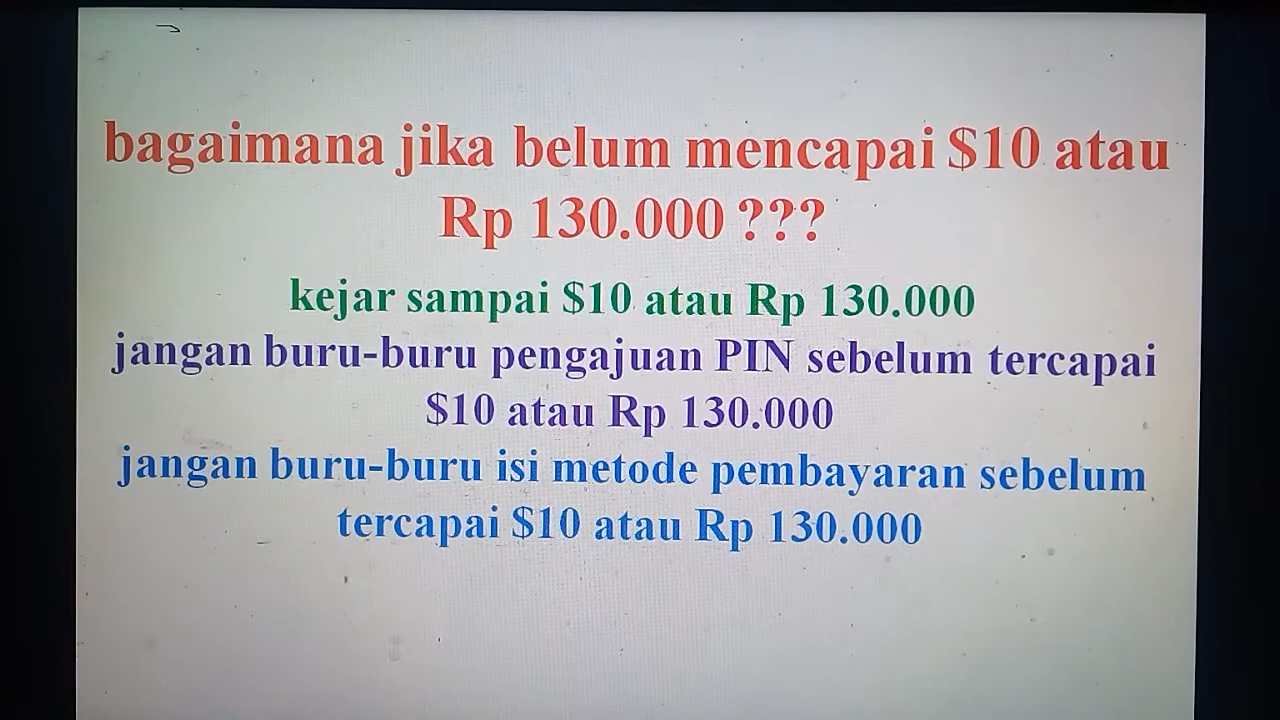 bagaimana jika belum mencapai $10 atau
Rp 130.000 ???
kejar sampai $10 atau Rp 130.000
jangan buru-buru pengajuan PIN sebelum tercapai
$10 atau Rp 130.000
jangan buru-buru isi metode pembayaran sebelum
tercapai $10 atau Rp 130.000